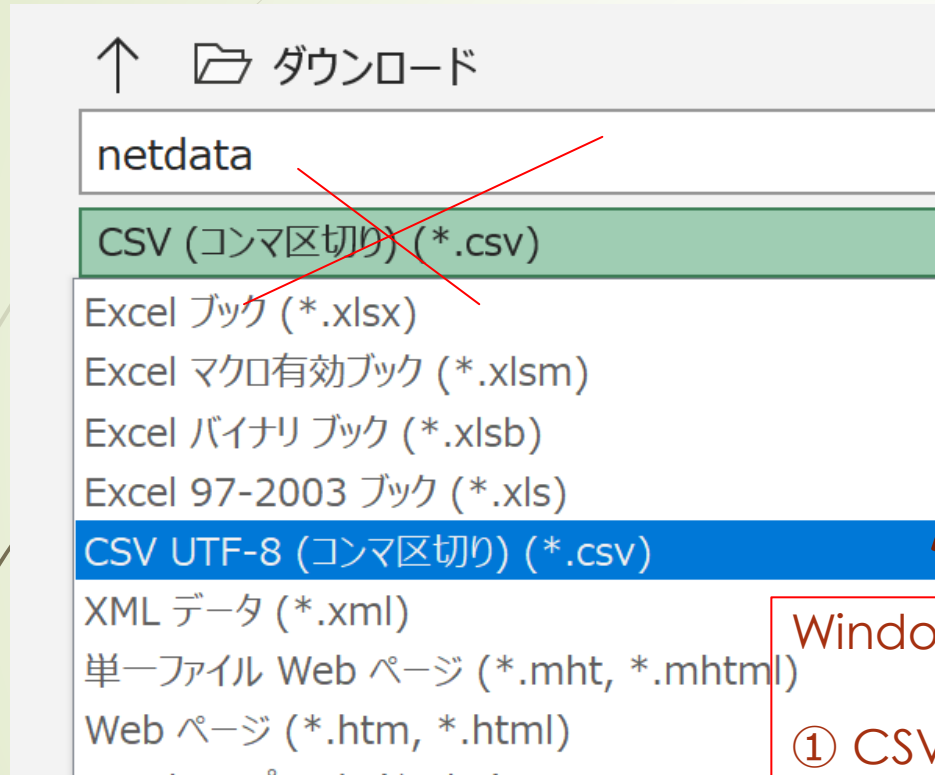 ダウンロード
netdata
CSV (コンマ区切り) (*.csv)
Excel ブック (*.xlsx)
Excel マクロ有効ブック (*.xlsm)
Excel バイナリ ブック (*.xlsb)
Excel 97-2003 ブック (*.xls)
CSV UTF-8 (コンマ区切り) (*.csv)
XML データ (*.xml)
単一ファイル Web ページ (*.mht, *.mhtml)
Web ページ (*.htm, *.html)
Windo
① CSV